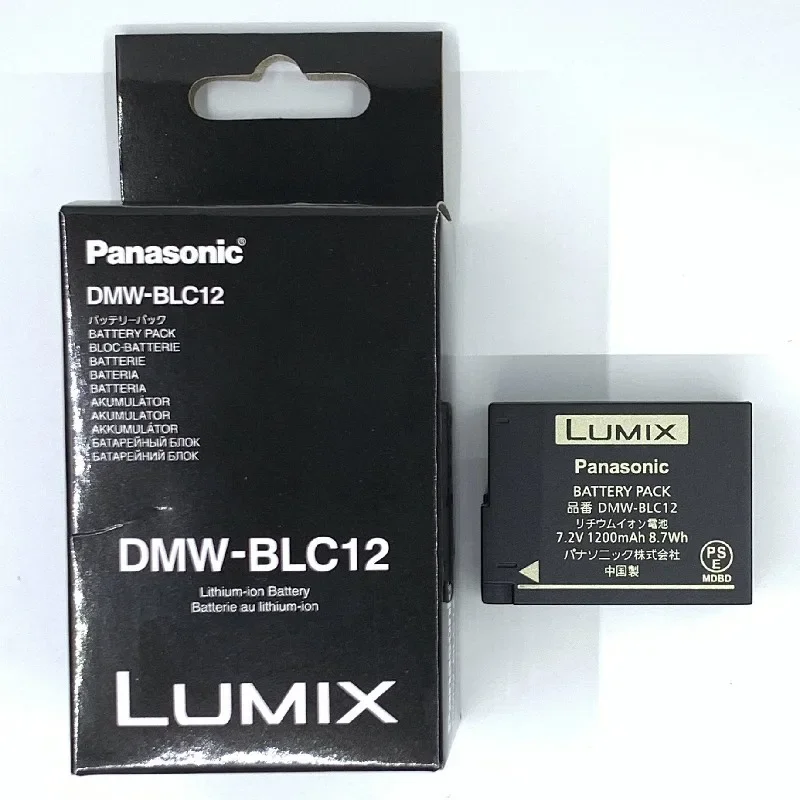 Panasonic®
DMW-BLC12
バッテリーパック
BATTERY PACK
BLOC-BATTERIE
BATTERIE
BATERIA
BATTERIA
AKUMULÁTOR
AKUMULATOR
AKKUMULÁTOR
БАТАРЕЙНЫЙ БЛОК
БАТАРЕЙНИЙ БЛОК
DMW-BLC12
Lithium-ion Battery
Batterie au lithium-ion
LUMIX
LUMIX
Panasonic
BATTERY PACK
品番 DMW-BLC12
リチウムイオン電池
7.2V 1200mAh 8.7Wh
パナソニック株式会社
中国製
PS
E
MDBD